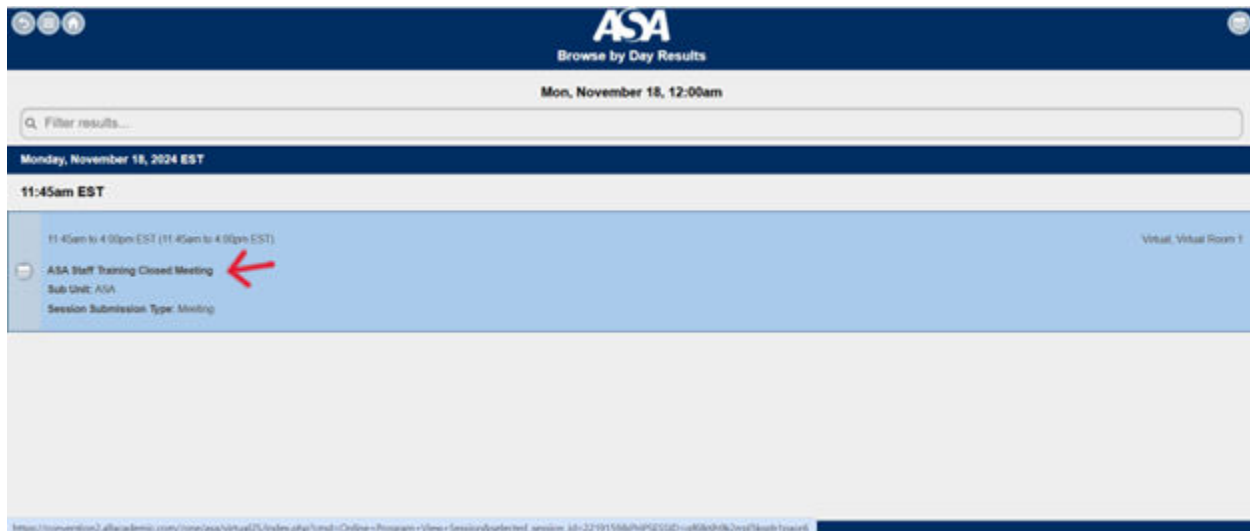 ASA
Browse by Day Results
Mon, November 18, 12:00am
Filter results...
Monday, November 18, 2024 EST
11:45am EST
11:45am to 4:00pm EST (11:45am to 4:00pm EST)
Virtual, Virtual Room 1
ASA Staff Training Closed Meeting
Sub Unit: ASA
Session Submission Type: Meeting